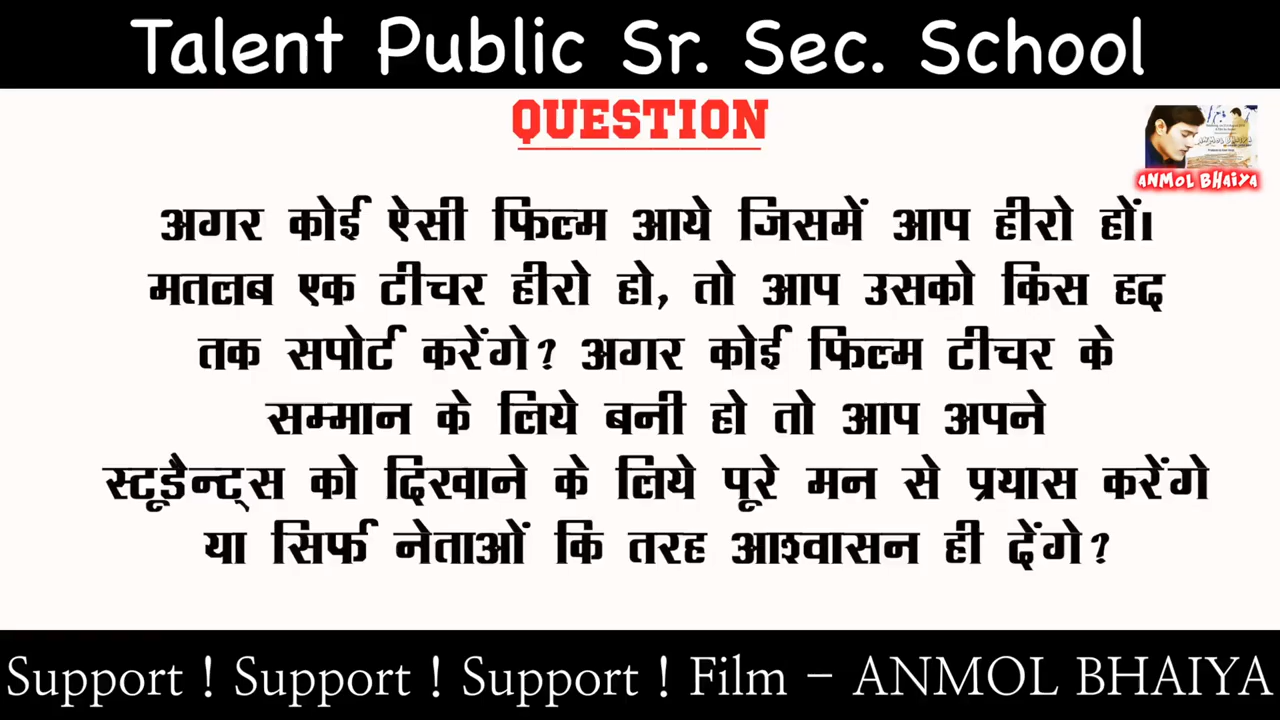 Talent Public Sr. Sec. School
QUESTION
ANMOL BHAIYA
अगर कोई ऐसी फिल्म आये जिसमें आप हीरो हों।
मतलब एक टीचर हीरो हो, तो आप उसको किस हद
तक सपोर्ट करेंगे? अगर कोई फिल्म टीचर के
सम्मान के लिये बनी हो तो आप अपने
स्टूडैन्ट्स को दिखाने के लिये पूरे मन से प्रयास करेंगे
या सिर्फ नेताओं कि तरह आश्वासन ही देंगे?
Support ! Support ! Support ! Film - ANMOL BHAIYA